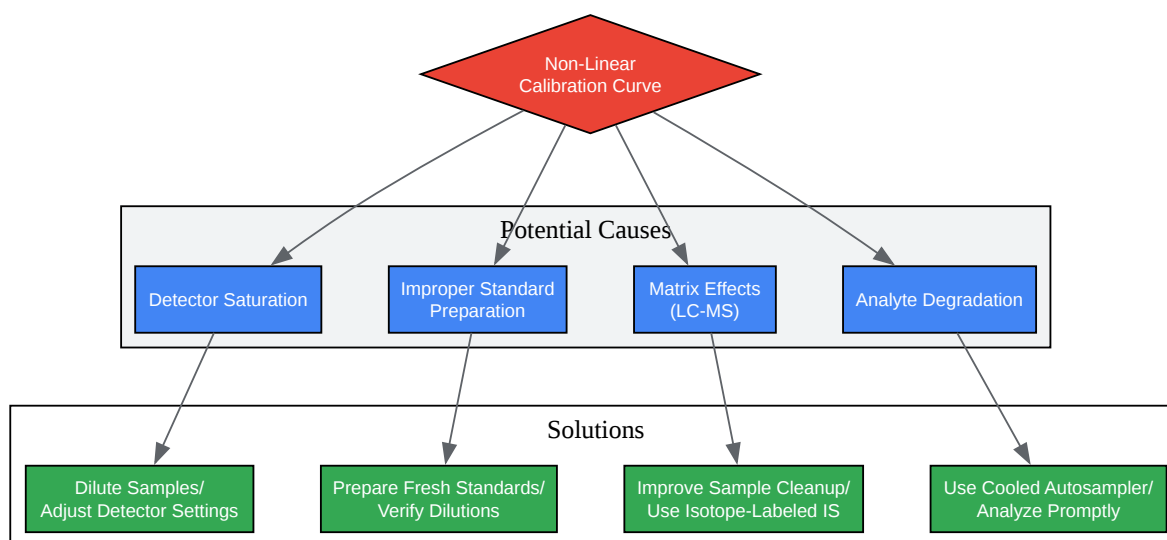 Non-Linear
Calibration Curve
Potential Causes
Detector Saturation
Improper Standard
Preparation
Matrix Effects
(LC-MS)
Analyte Degradation
Solutions
Dilute Samples/
Adjust Detector Settings
Prepare Fresh Standards/
Verify Dilutions
Improve Sample Cleanup/
Use Isotope-Labeled IS
Use Cooled Autosampler/
Analyze Promptly